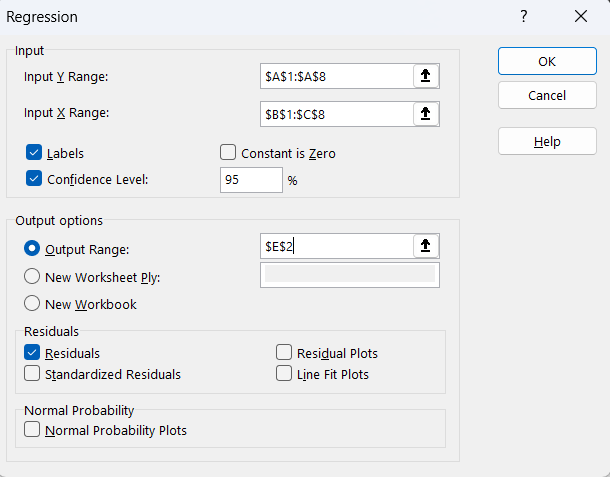 Regression ?
Input
Input Y Range: $A$1:$A$8
Input X Range: $B$1:$C$8
Labels Constant is Zero
Confidence Level: 95 %
OK
Cancel
Help
Output options
Output Range: $E$2
New Worksheet Ply:
New Workbook
Residuals
Residuals Residual Plots
Standardized Residuals Line Fit Plots
Normal Probability
Normal Probability Plots